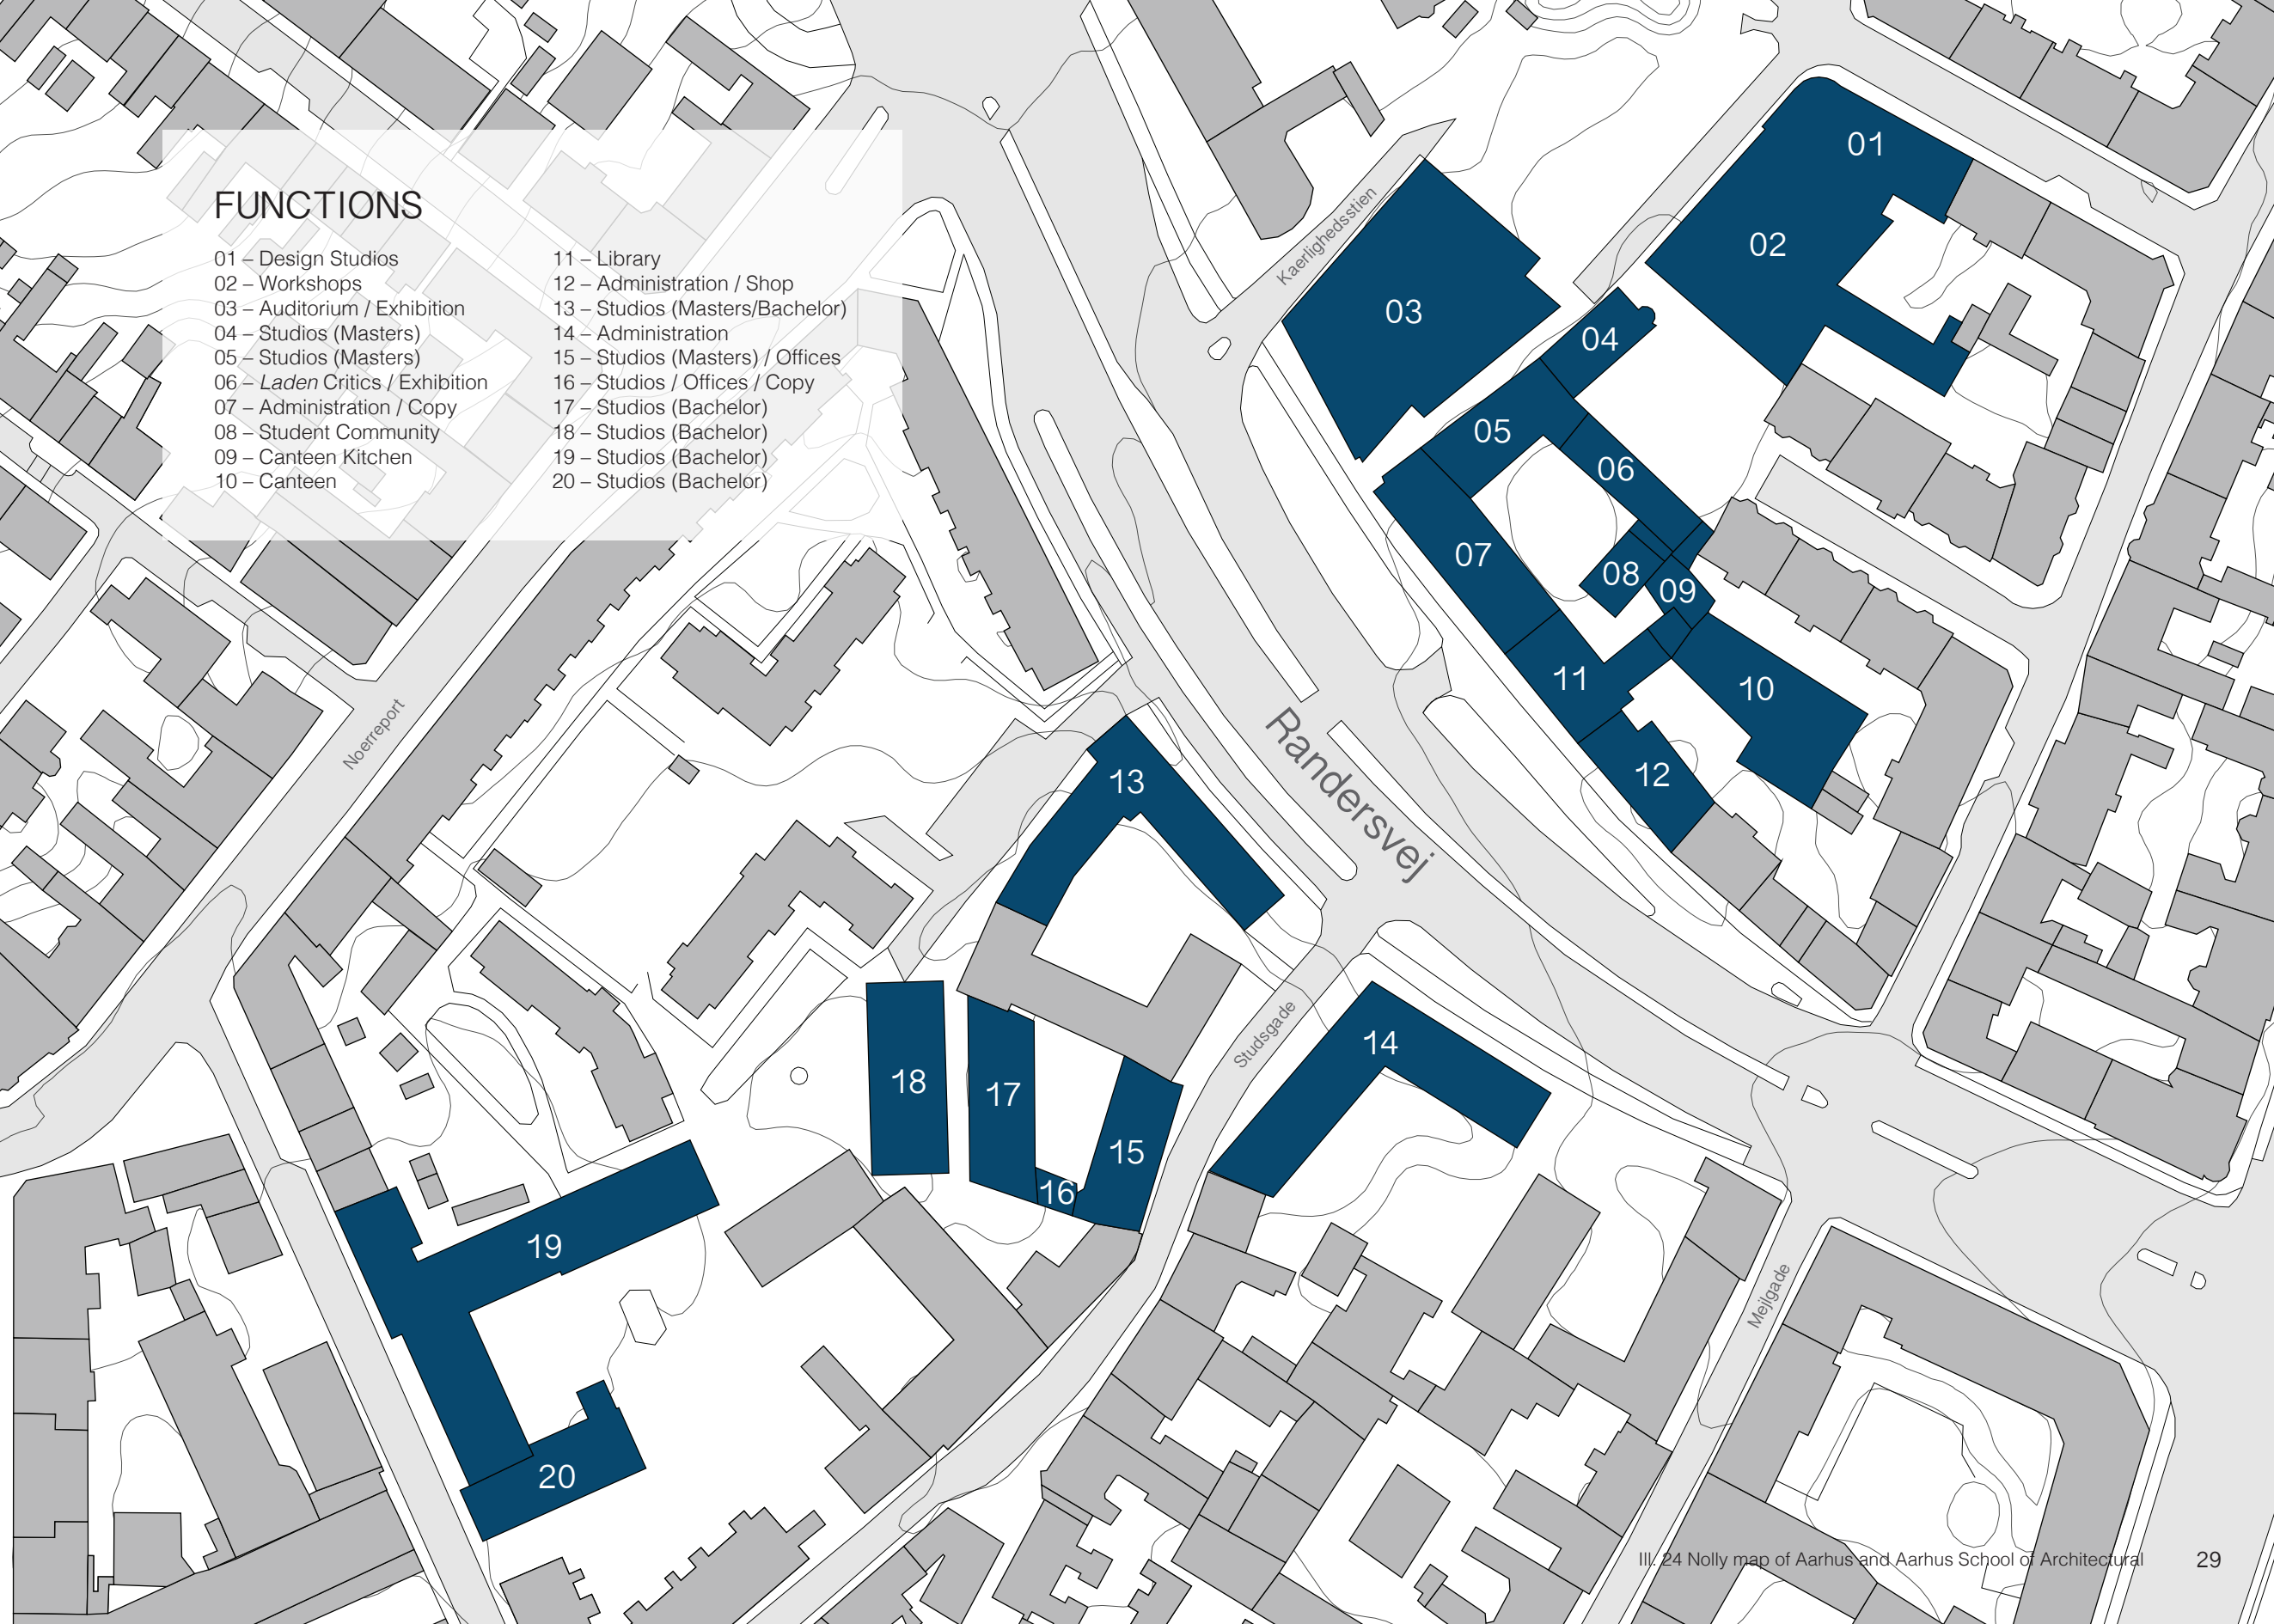 FUNCTIONS
01 – Design Studios
02 – Workshops
03 – Auditorium / Exhibition
04 – Studios (Masters)
05 – Studios (Masters)
06 – Laden Critics / Exhibition
07 – Administration / Copy
08 – Student Community
09 – Canteen Kitchen
10 – Canteen
11 – Library
12 – Administration / Shop
13 – Studios (Masters/Bachelor)
14 – Administration
15 – Studios (Masters) / Offices
16 – Studios / Offices / Copy
17 – Studios (Bachelor)
18 – Studios (Bachelor)
19 – Studios (Bachelor)
20 – Studios (Bachelor)
01
02
Kaerlighedsstien
03
04
05
06
07
08
09
11
10
12
Noerreport
Randersvej
13
Studsgade
14
18
17
15
16
19
Mejlgade
20
Ill. 24 Nolly map of Aarhus and Aarhus School of Architectural
29